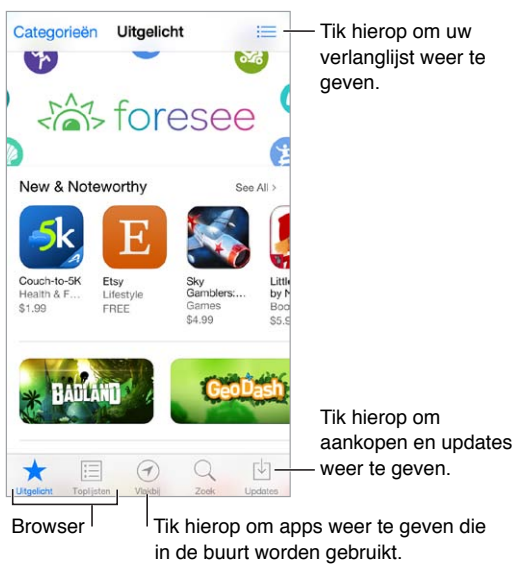 Categorieën Uitgelicht
Tik hierop om uw
verlanglijst weer te
geven.
foresee
New & Noteworthy See All >
5k
E
Couch-to-5K
Health & F...
$1.99
Etsy
Lifestyle
FREE
Sky
Gamblers:...
Games
$4.99
Littl
by N
Boo
$5.9
BADLAND
GeoDash
Tik hierop om
aankopen en updates
weer te geven.
Uitgelicht Toplijsten Vlakbij Zoek Updates
Browser
Tik hierop om apps weer te geven die
in de buurt worden gebruikt.